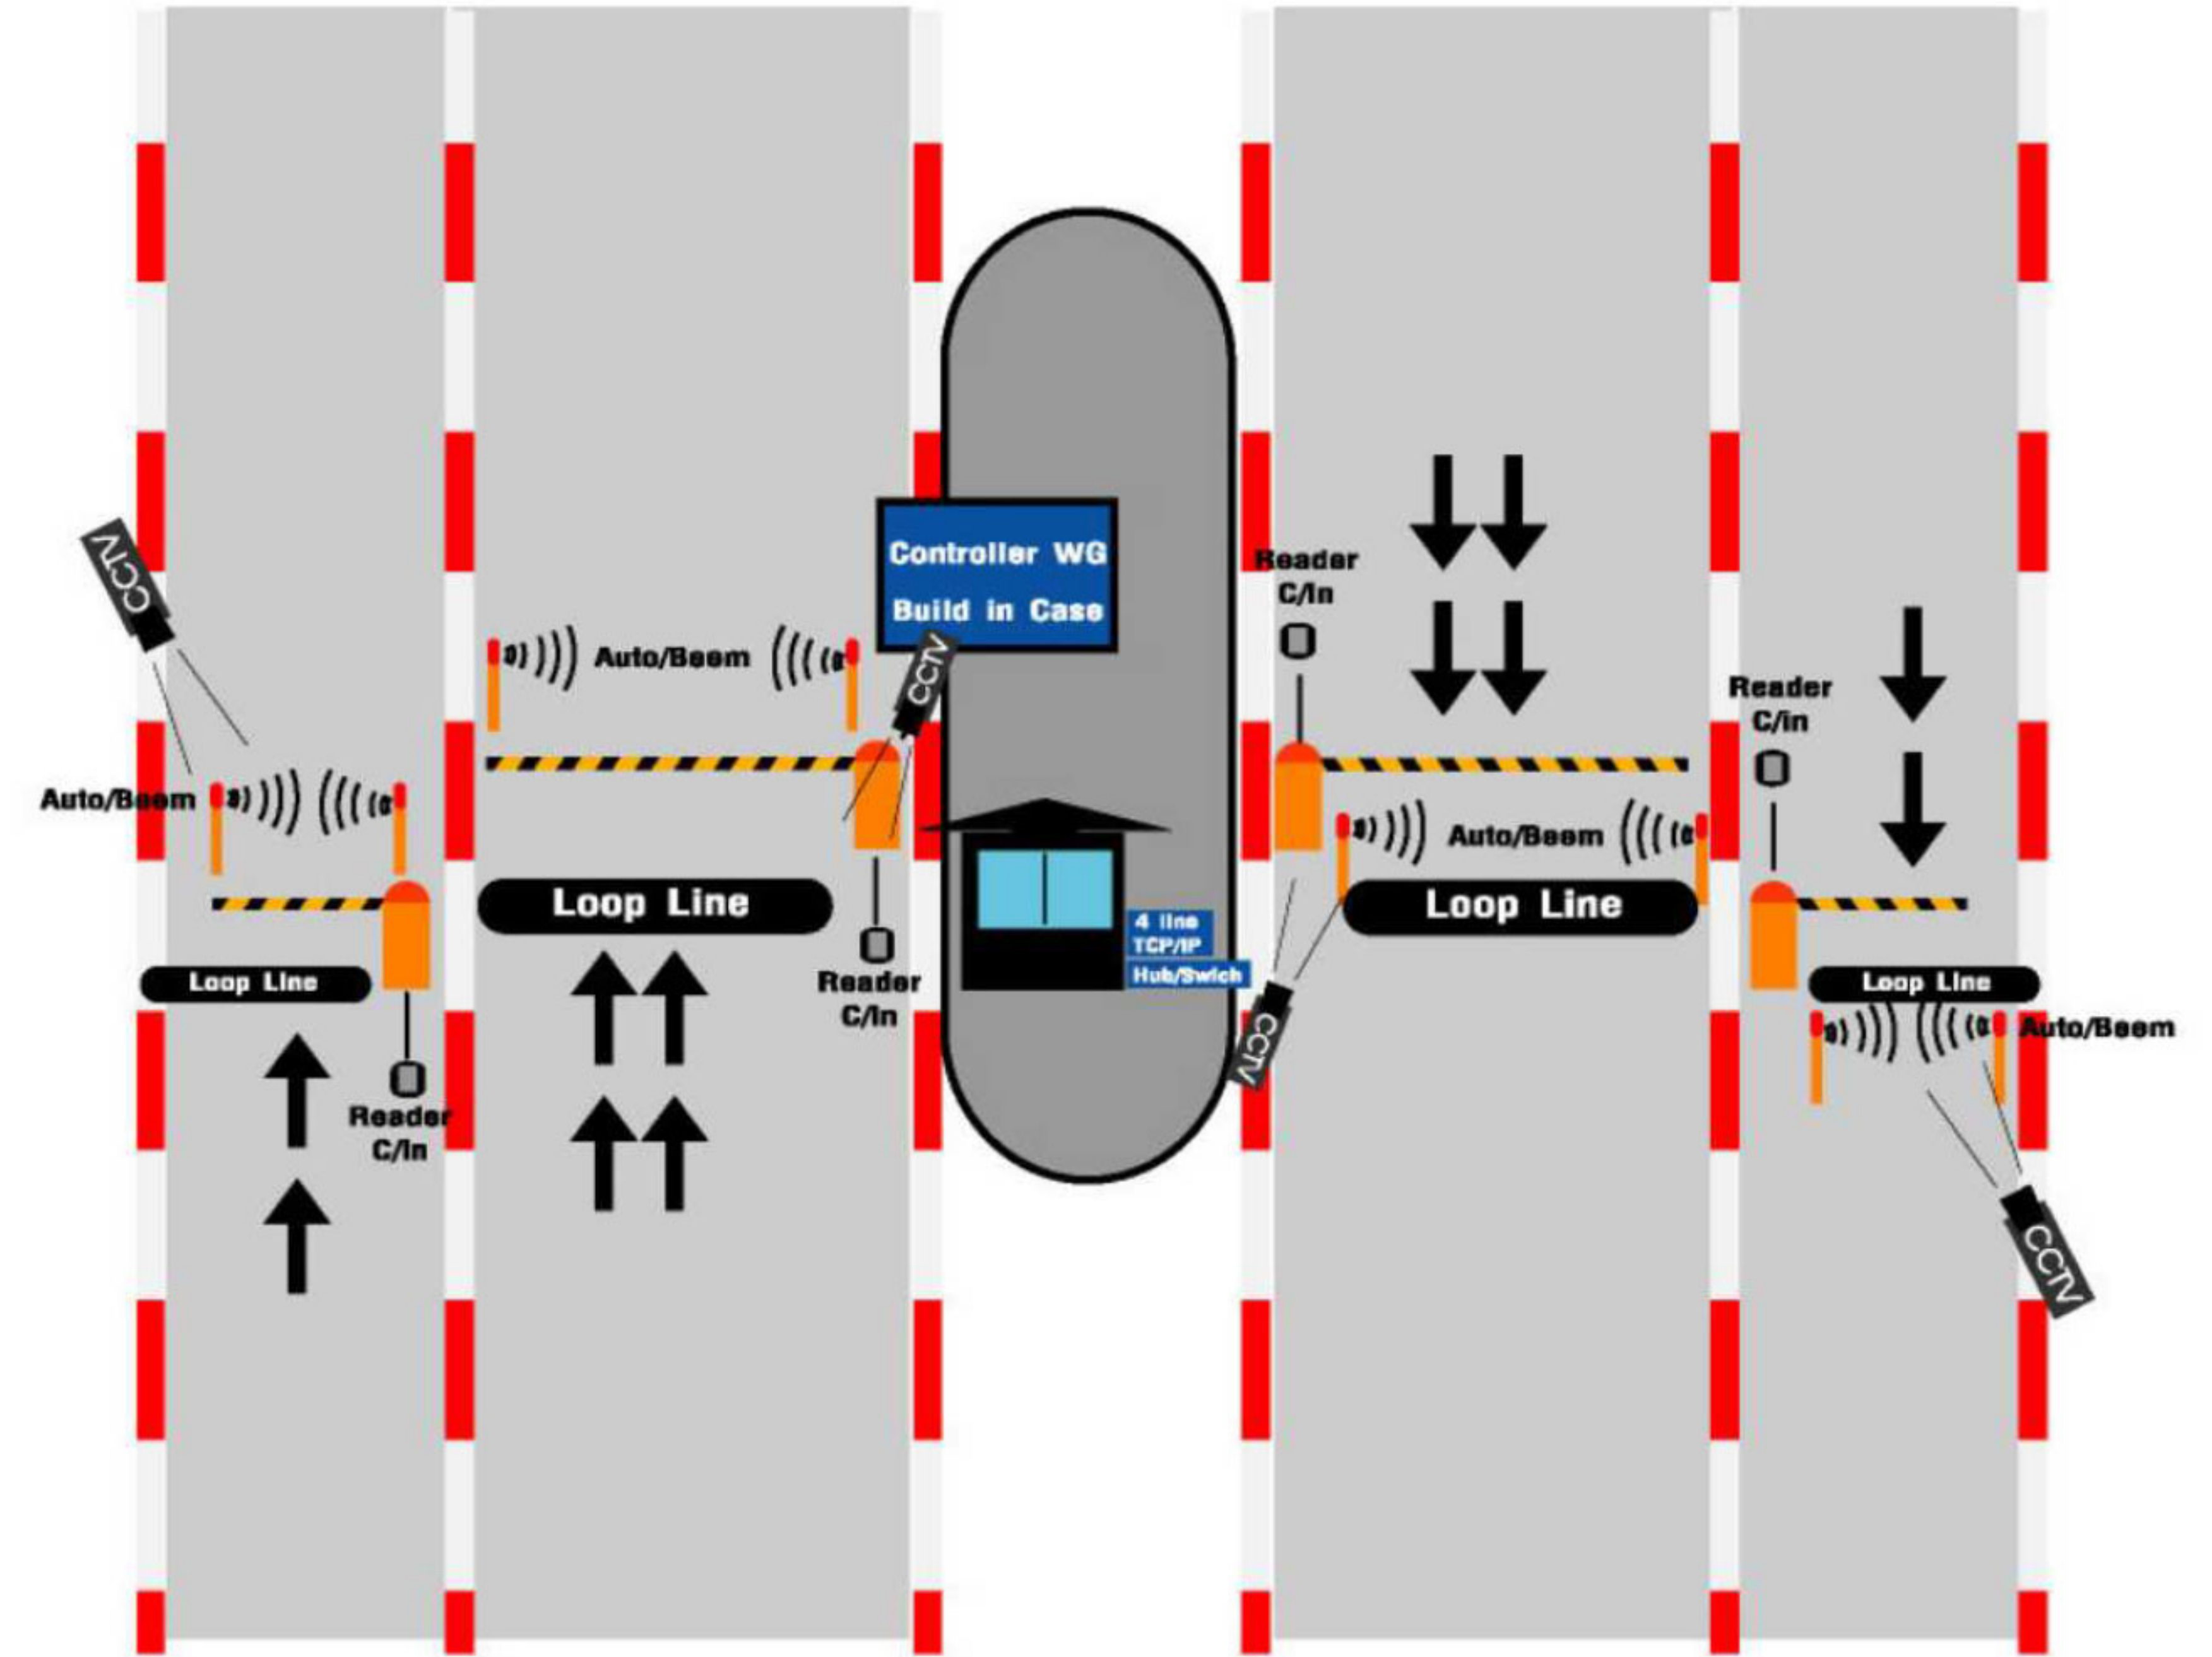 CCTV
Controller WG
Build in Case
Reader
C/In
Auto/Beem
CCTV
Reader
C/in
Auto/Beem
Auto/Beem
Loop Line
Loop Line
4 line
TCP/IP
Hub/Swich
Loop Line
Loop Line
Reader
C/In
CCTV
Auto/Beem
Loop Line
Reader
C/In
CCTV